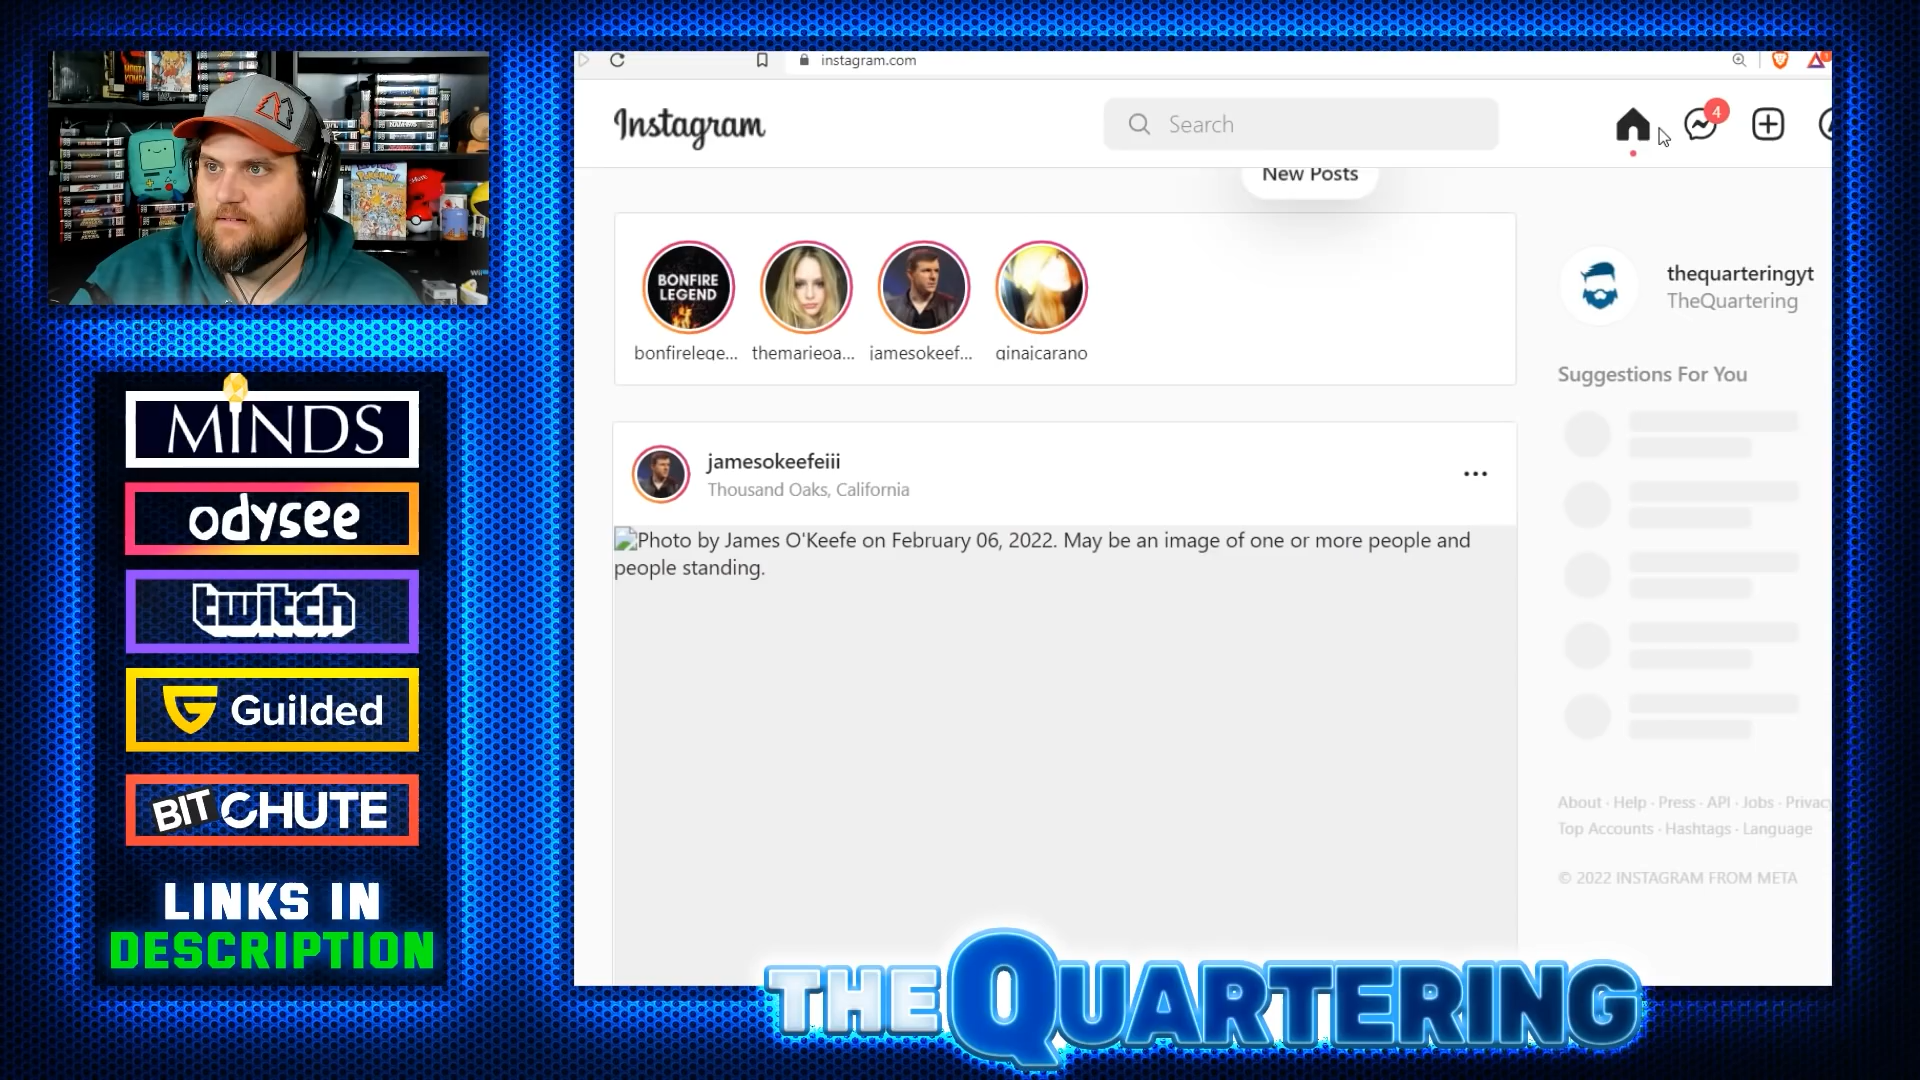 instagram.com
Instagram
Search
4
New Posts
BONFIRE
LEGEND
bonfirelege...
themarieoa...
jamesokeef...
ginajcarano
thequarteringyt
TheQuartering
Suggestions For You
jamesokeefeiii
Thousand Oaks, California
Photo by James O'Keefe on February 06, 2022. May be an image of one or more people and
people standing.
About · Help · Press · API · Jobs · Privacy
Top Accounts · Hashtags · Language
© 2022 INSTAGRAM FROM META
MINDS
odysee
twitch
Guilded
BITCHUTE
LINKS IN
DESCRIPTION
THE QUARTERING